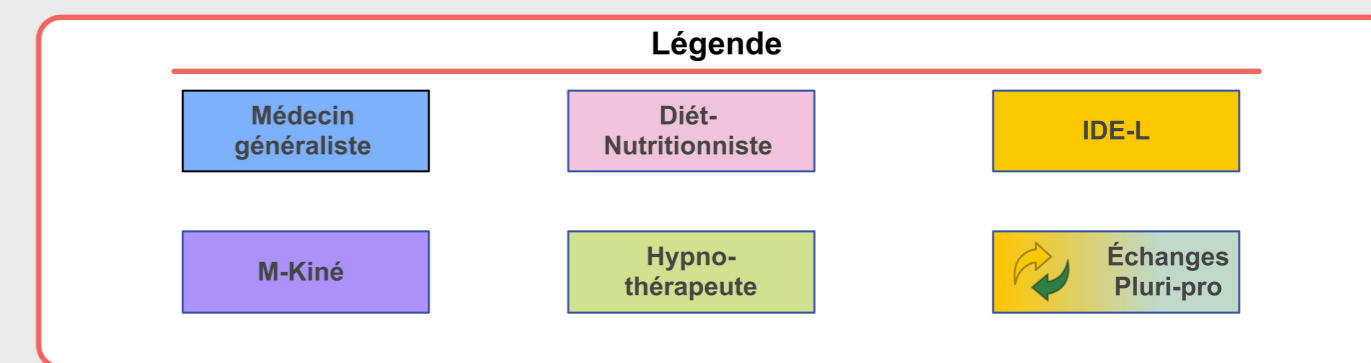 Légende
Médecin
généraliste
Diét-
Nutritionniste
IDE-L
M-Kiné
Hypno-
thérapeute
Échanges
Pluri-pro